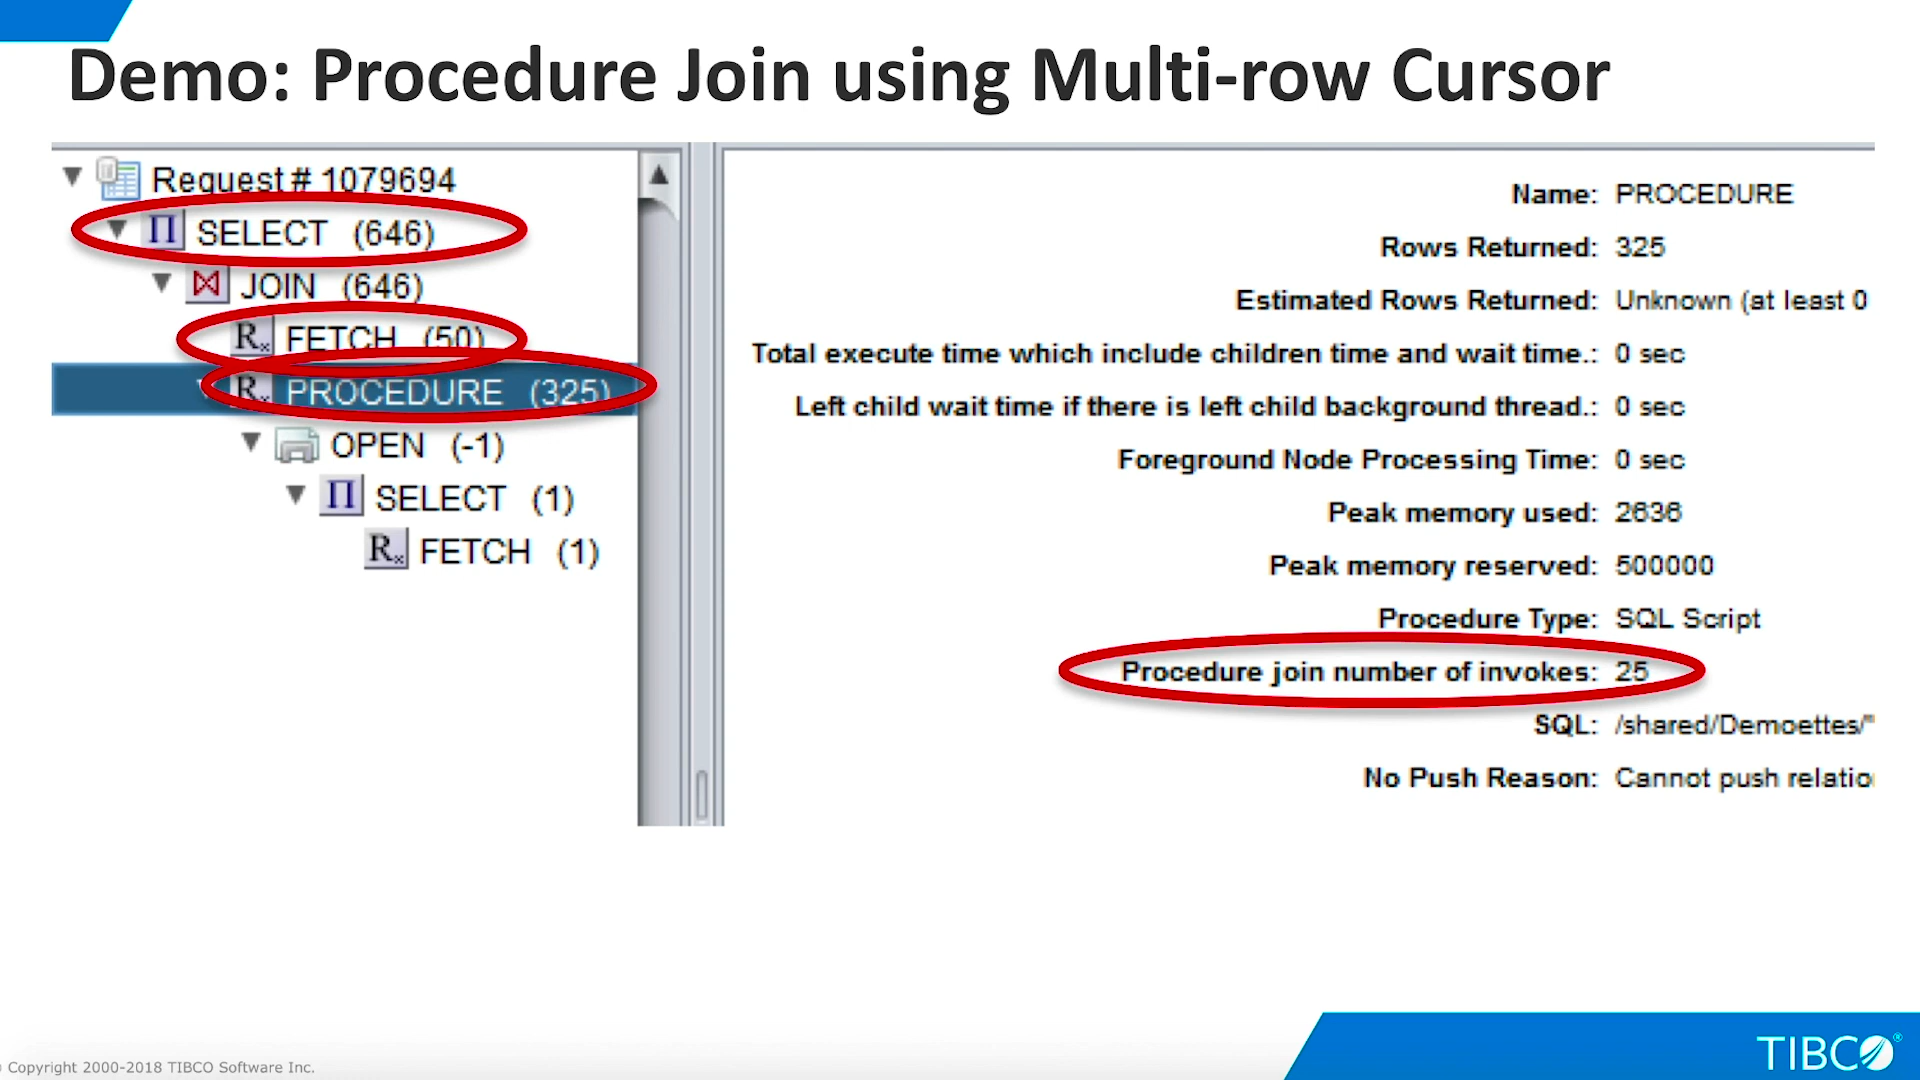 Demo: Procedure Join using Multi-row Cursor
Request # 1079694
SELECT (646)
JOIN (646)
FETCH (50)
PROCEDURE (325)
OPEN (-1)
SELECT (1)
FETCH (1)
Name: PROCEDURE
Rows Returned: 325
Estimated Rows Returned: Unknown (at least 0
Total execute time which include children time and wait time.: 0 sec
Left child wait time if there is left child background thread.: 0 sec
Foreground Node Processing Time: 0 sec
Peak memory used: 2636
Peak memory reserved: 500000
Procedure Type: SQL Script
Procedure join number of invokes: 25
SQL: /shared/Demoettes/"
No Push Reason: Cannot push relatio
Copyright 2000-2018 TIBCO Software Inc.
TIBCO®